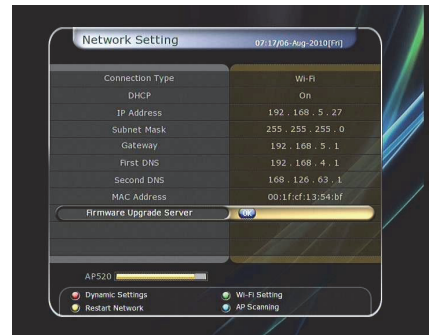 Network Setting 07:17/06-Aug-2010[Fri]
Connection Type Wi-Fi
DHCP On
IP Address 192 . 168 . 5 . 27
Subnet Mask 255 . 255 . 255 . 0
Gateway 192 . 168 . 5 . 1
First DNS 192 . 168 . 4 . 1
Second DNS 168 . 126 . 63 . 1
MAC Address 00:1f:cf:13:54:bf
Firmware Upgrade Server OK
AP520
Dynamic Settings Wi-Fi Setting
Restart Network AP Scanning